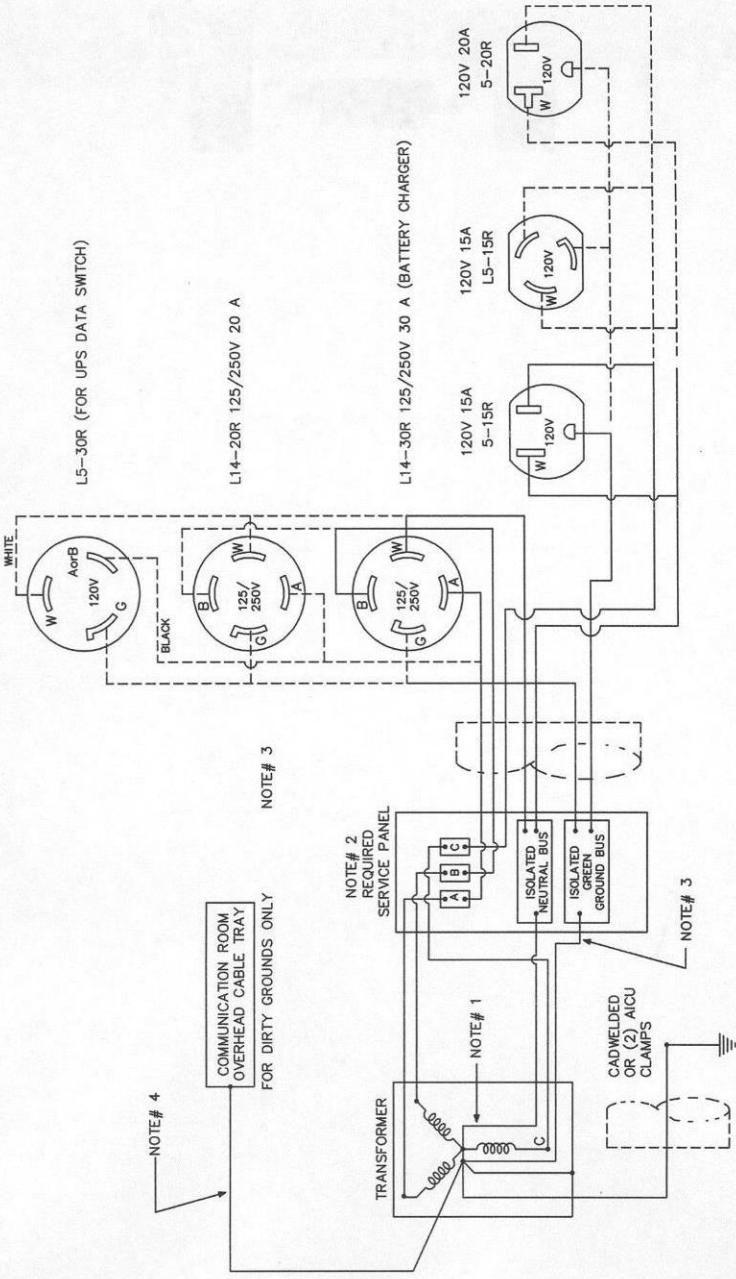 WHITE
L5-30R (FOR UPS DATA SWITCH)
W
AorB
120V
G
BLACK
L14-20R 125/250V 20 A
B
W
125/
250V
G
A
L14-30R 125/250V 30 A (BATTERY CHARGER)
B
W
125/
250V
G
A
120V 15A
5-15R
W
120V
120V 15A
L5-15R
W
120V
120V 20A
5-20R
W
120V
NOTE# 4
COMMUNICATION ROOM
OVERHEAD CABLE TRAY
FOR DIRTY GROUNDS ONLY
NOTE# 3
TRANSFORMER
C
NOTE# 1
NOTE# 2
REQUIRED
SERVICE PANEL
A
B
C
ISOLATED
NEUTRAL BUS
ISOLATED
GREEN
GROUND BUS
NOTE# 3
CADWELDED
OR (2) AICU
CLAMPS